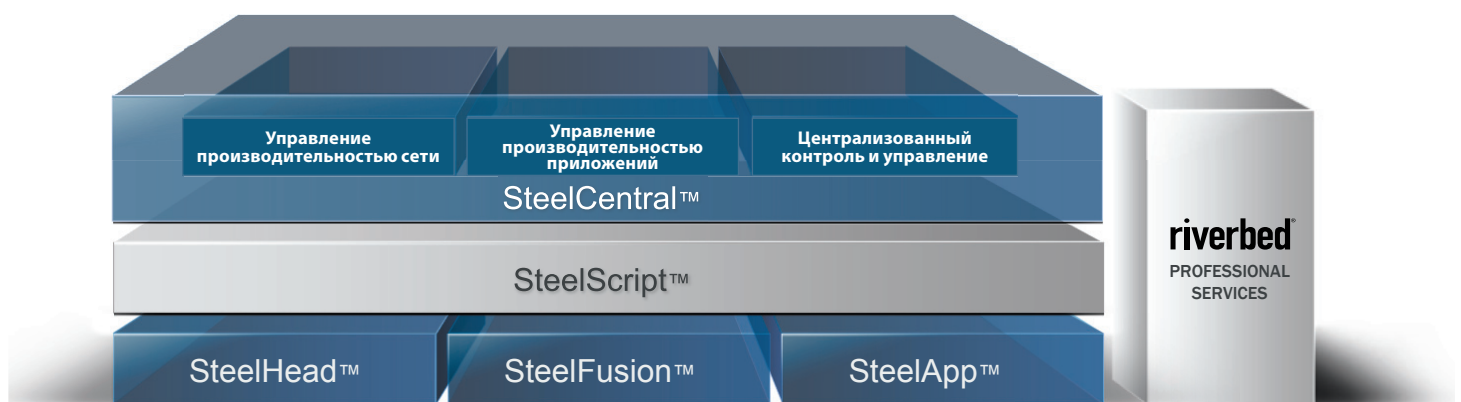 Управление
производительностью сети
Управление
производительностью
приложений
Централизованный
контроль и управление
SteelCentral™
SteelScript™
SteelHead™
SteelFusion™
SteelApp™
riverbed®
PROFESSIONAL
SERVICES